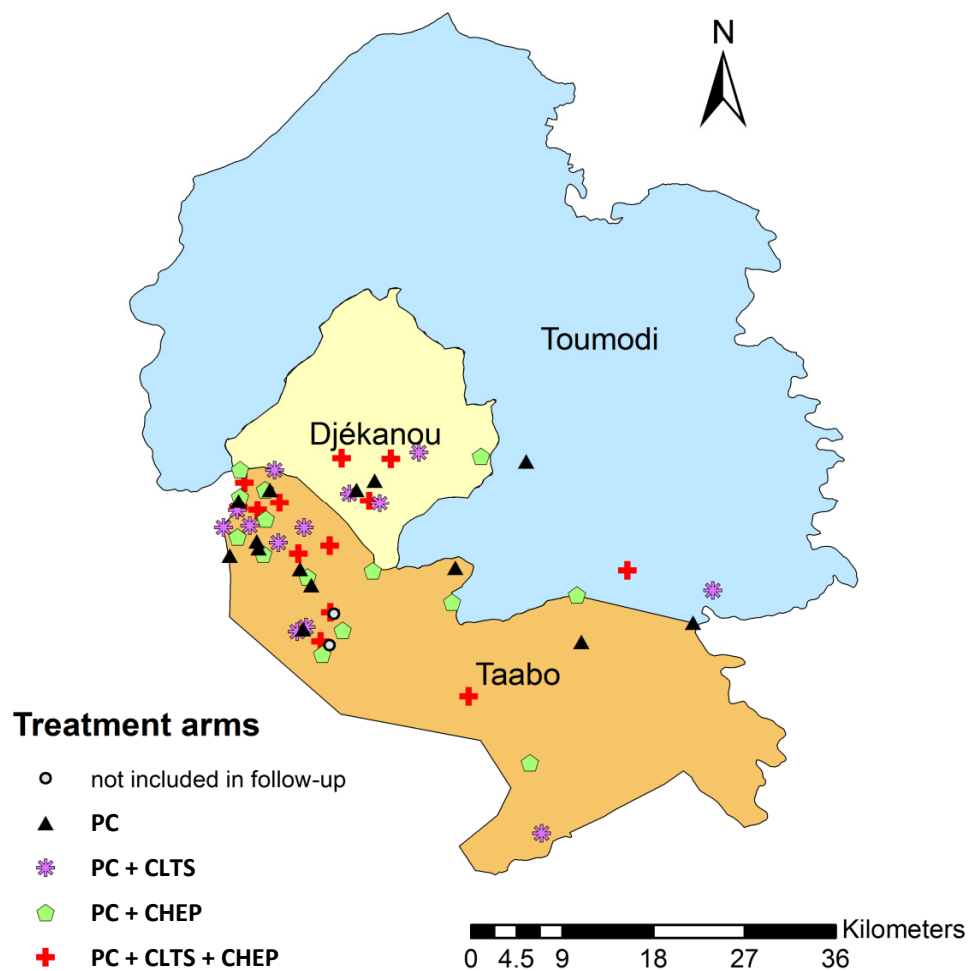 N
Toumodi
Djékanou
Taabo
Treatment arms
not included in follow-up
PC
PC + CLTS
PC + CHEP
PC + CLTS + CHEP
Kilometers
0 4.5 9 18 27 36